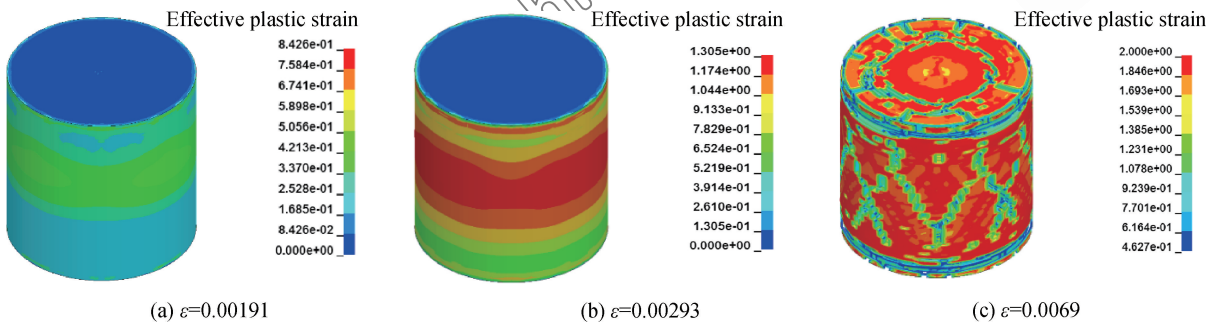 Effective plastic strain
8.426e-01
7.584e-01
6.741e-01
5.898e-01
5.056e-01
4.213e-01
3.370e-01
2.528e-01
1.685e-01
8.426e-02
0.000e+00
(a) ε=0.00191
Effective plastic strain
1.305e+00
1.174e+00
1.044e+00
9.133e-01
7.829e-01
6.524e-01
5.219e-01
3.914e-01
2.610e-01
1.305e-01
0.000e+00
(b) ε=0.00293
Effective plastic strain
2.000e+00
1.846e+00
1.693e+00
1.539e+00
1.385e+00
1.231e+00
1.078e+00
9.239e-01
7.701e-01
6.164e-01
4.627e-01
(c) ε=0.0069